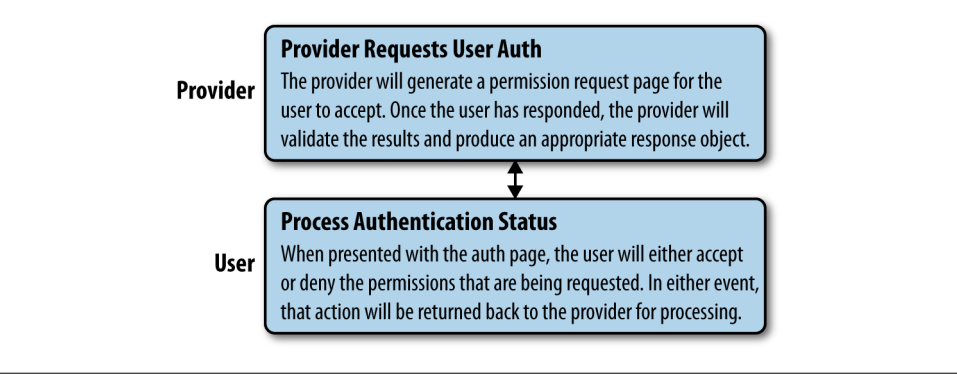 Provider Requests User Auth
Provider
The provider will generate a permission request page for the
user to accept. Once the user has responded, the provider will
validate the results and produce an appropriate response object.
Process Authentication Status
User
When presented with the auth page, the user will either accept
or deny the permissions that are being requested. In either event,
that action will be returned back to the provider for processing.